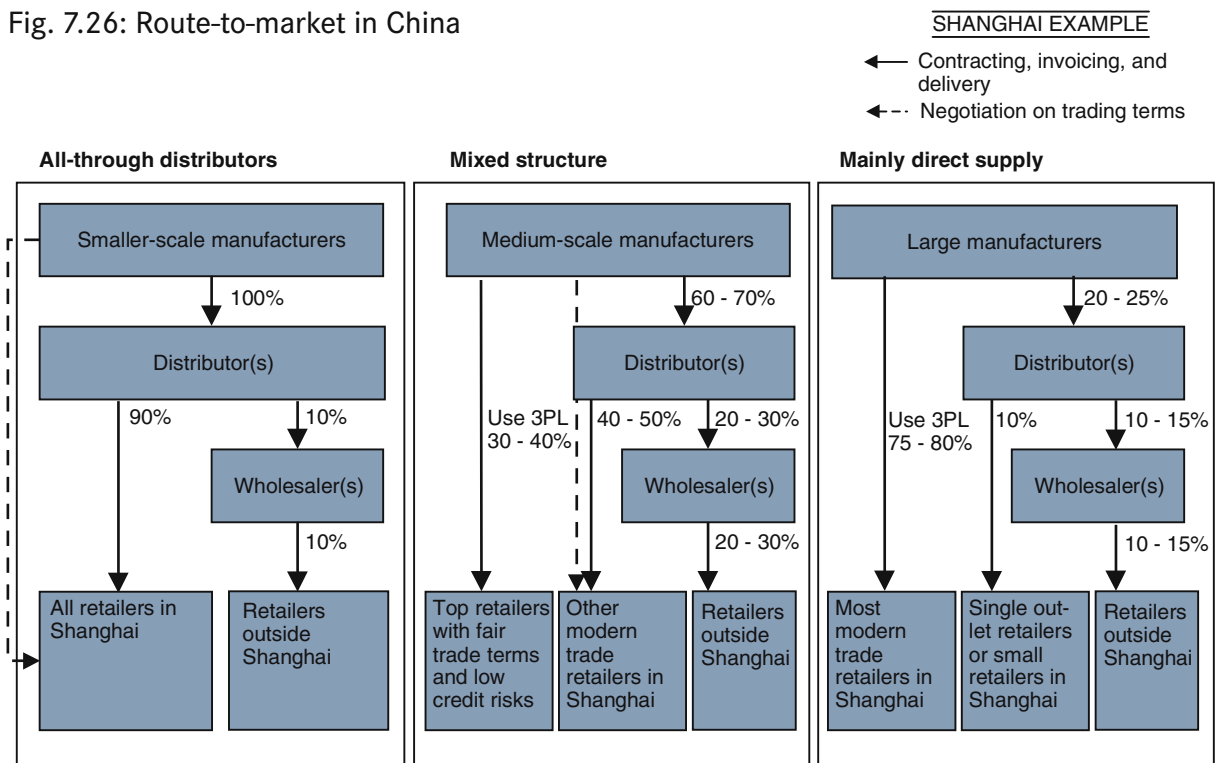 Fig. 7.26: Route-to-market in China
SHANGHAI EXAMPLE
Contracting, invoicing, and
delivery
Negotiation on trading terms
All-through distributors
Smaller-scale manufacturers
100%
Distributor(s)
90%
10%
Wholesaler(s)
10%
All retailers in
Shanghai
Retailers
outside
Shanghai
Mixed structure
Medium-scale manufacturers
60 - 70%
Distributor(s)
Use 3PL
30 - 40%
40 - 50%
20 - 30%
Wholesaler(s)
20 - 30%
Top retailers
with fair
trade terms
and low
credit risks
Other
modern
trade
retailers in
Shanghai
Retailers
outside
Shanghai
Mainly direct supply
Large manufacturers
20 - 25%
Distributor(s)
Use 3PL
75 - 80%
10%
10 - 15%
Wholesaler(s)
10 - 15%
Most
modern
trade
retailers in
Shanghai
Single out-
let retailers
or small
retailers in
Shanghai
Retailers
outside
Shanghai